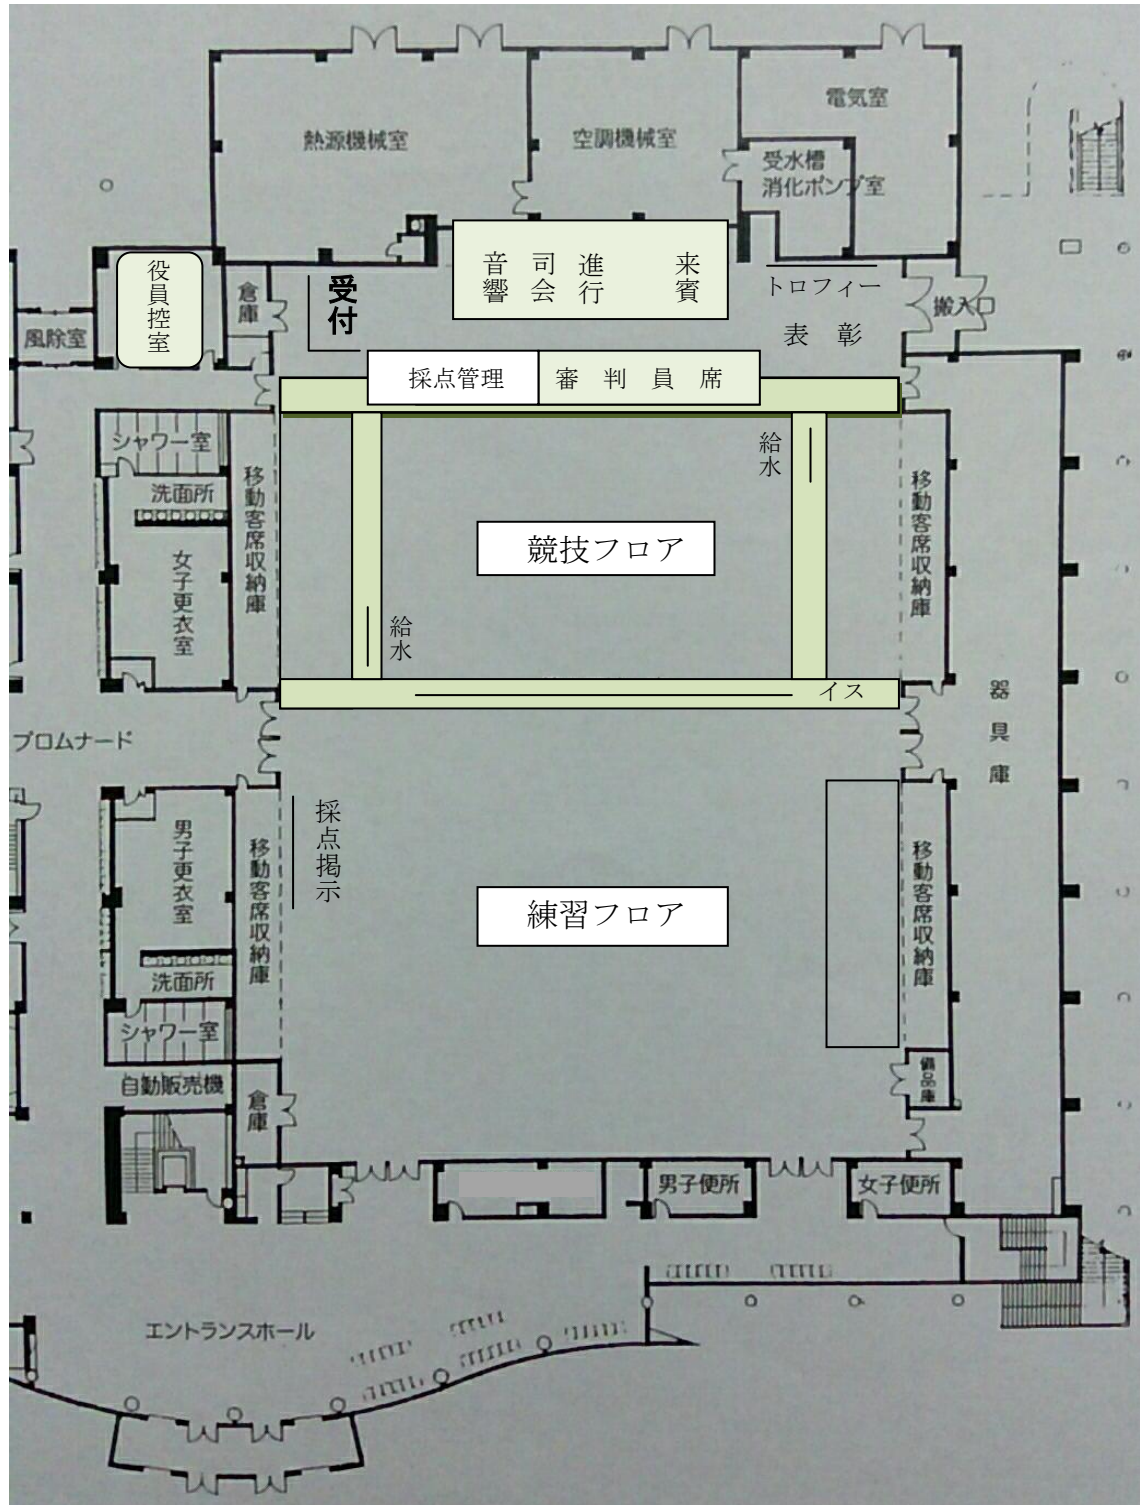 電気室
熱源機械室
空調機械室
受水槽
消化ポンプ室
役員控室
倉庫
風除室
受付
音響
司会
進行
来賓
トロフィー
表 彰
搬入口
採点管理
審 判 員 席
シャワー室
洗面所
女子更衣室
移動客席収納庫
給水
移動客席収納庫
競技フロア
給水
イス
器具庫
プロムナード
男子更衣室
洗面所
シャワー室
移動客席収納庫
採点掲示
練習フロア
移動客席収納庫
備品庫
自動販売機
倉庫
男子便所
女子便所
エントランスホール